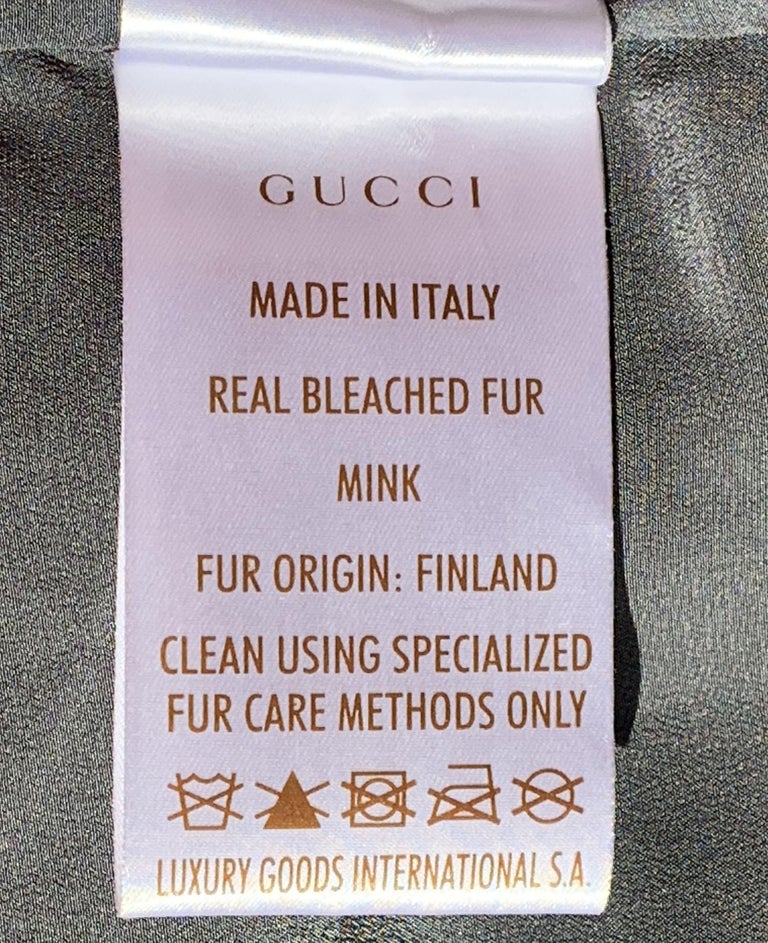 GUCCI
MADE IN ITALY
REAL BLEACHED FUR
MINK
FUR ORIGIN: FINLAND
CLEAN USING SPECIALIZED
FUR CARE METHODS ONLY
LUXURY GOODS INTERNATIONAL S.A.